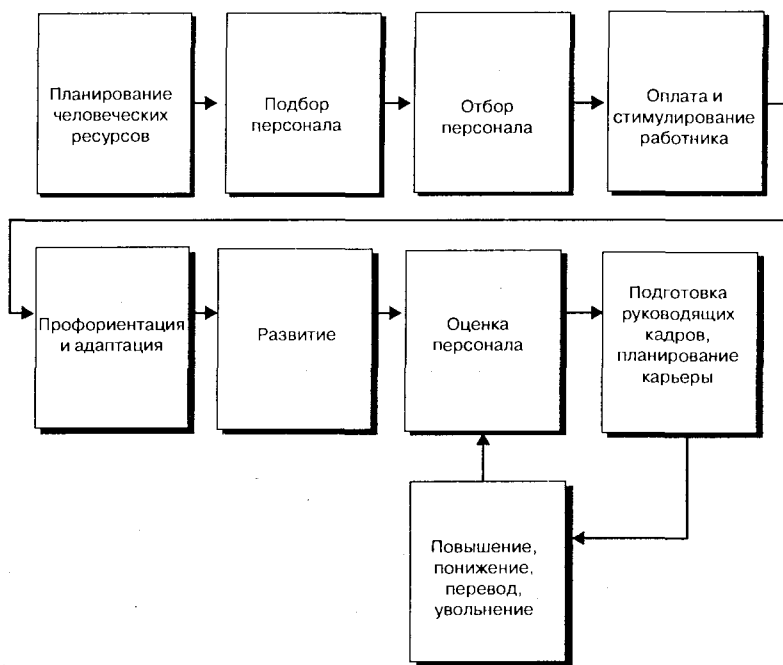 Планирование
человеческих
ресурсов
Подбор
персонала
Отбор
персонала
Оплата и
стимулирование
работника
Профориентация
и адаптация
Развитие
Оценка
персонала
Подготовка
руководящих
кадров,
планирование
карьеры
Повышение,
понижение,
перевод,
увольнение